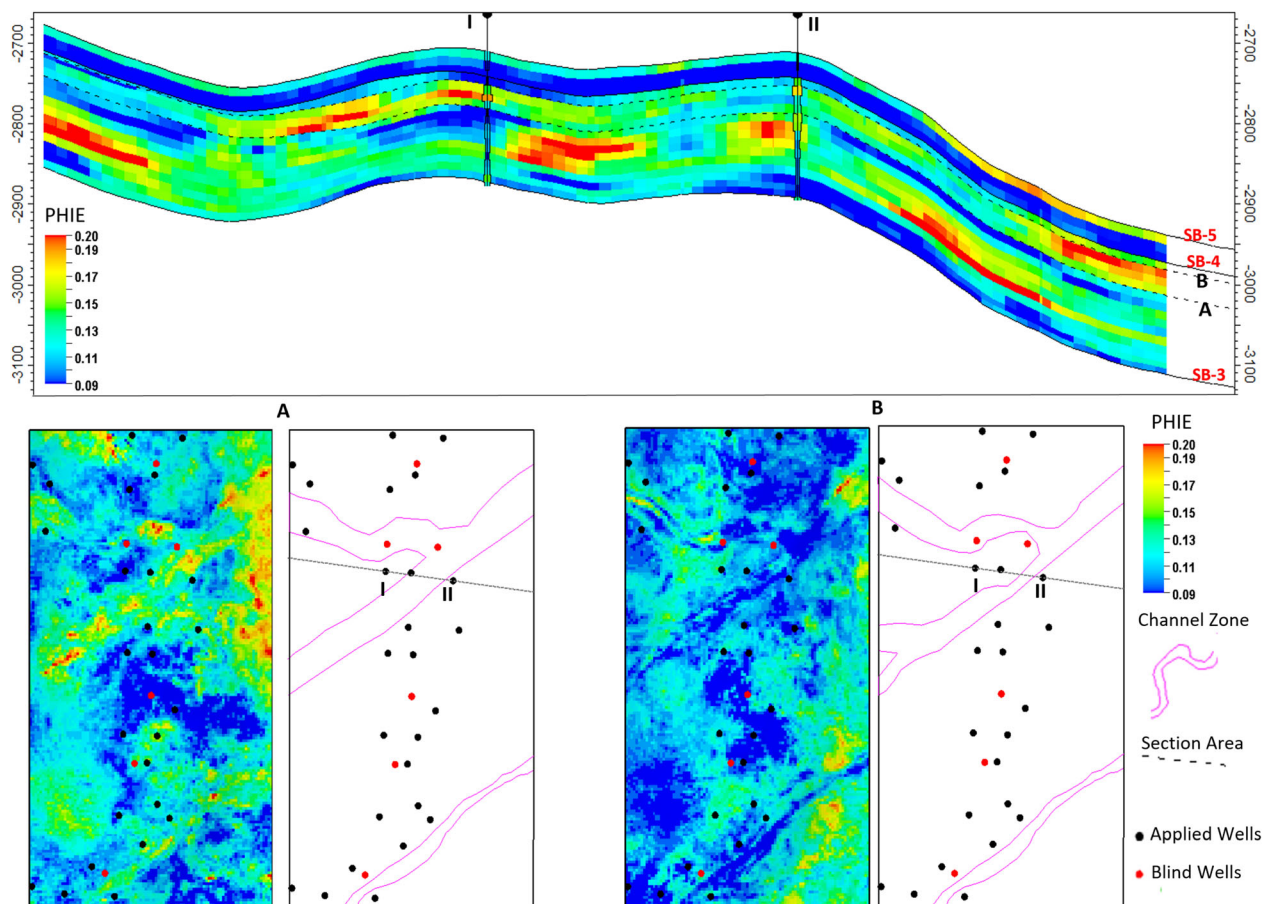 I
II
-2700
-2800
-2900
-3000
-3100
-2700
-2800
-2900
-3000
-3100
PHIE
0.20
0.19
0.17
0.15
0.13
0.11
0.09
SB-5
SB-4
B
A
SB-3
A
B
I
II
I
II
PHIE
0.20
0.19
0.17
0.15
0.13
0.11
0.09
Channel Zone
Section Area
Applied Wells
Blind Wells